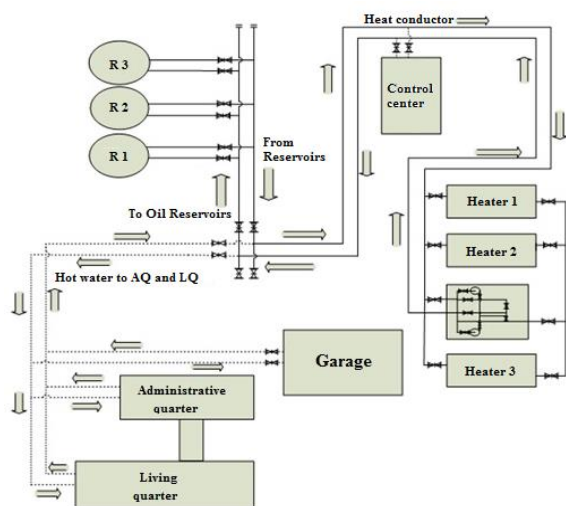 Heat conductor
R 3
R 2
R 1
Control
center
From
Reservoirs
To Oil Reservoirs
Heater 1
Heater 2
Hot water to AQ and LQ
Garage
Heater 3
Administrative
quarter
Living
quarter